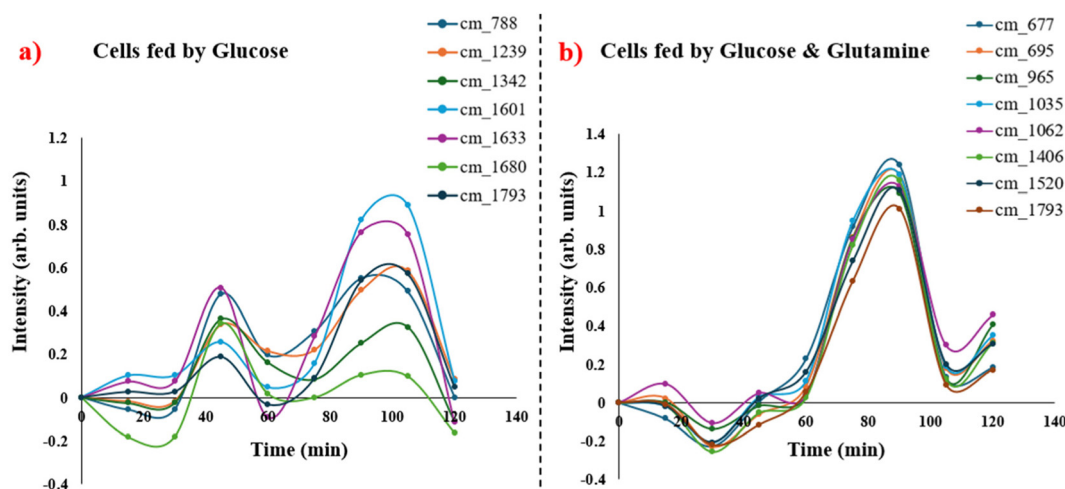 a)
Cells fed by Glucose
cm_788
cm_1239
cm_1342
cm_1601
cm_1633
cm_1680
cm_1793
Intensity (arb. units)
1.2
1
0.8
0.6
0.4
0.2
0
-0.2
-0.4
0 20 40 60 80 100 120 140
Time (min)
b)
Cells fed by Glucose & Glutamine
cm_677
cm_695
cm_965
cm_1035
cm_1062
cm_1406
cm_1520
cm_1793
Intensity (arb. units)
1.4
1.2
1
0.8
0.6
0.4
0.2
0
-0.2
-0.4
0 20 40 60 80 100 120 140
Time (min)